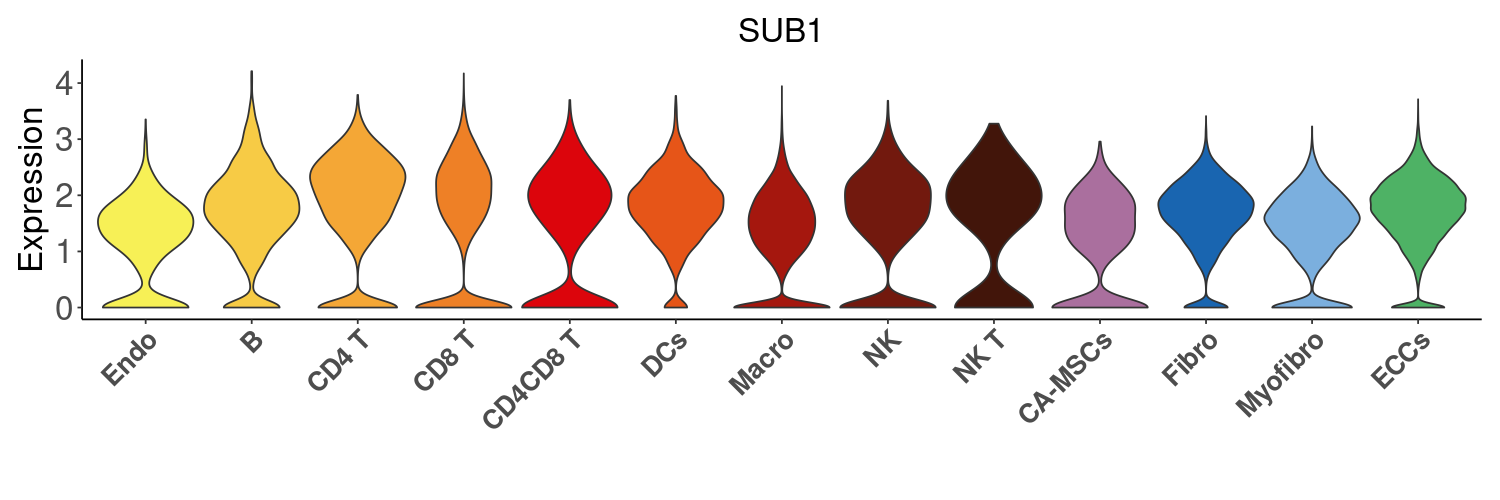 SUB1
Expression
4
3
2
1
0
Endo
B
CD4 T
CD8 T
CD4CD8 T
DCs
Macro
NK
NK T
CA-MSCs
Fibro
Myofibro
ECCs